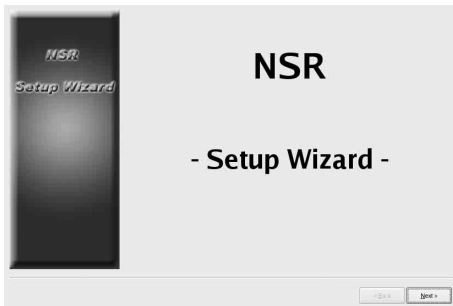 NSR
Setup Wizard
NSR
- Setup Wizard -
< Back
Next >